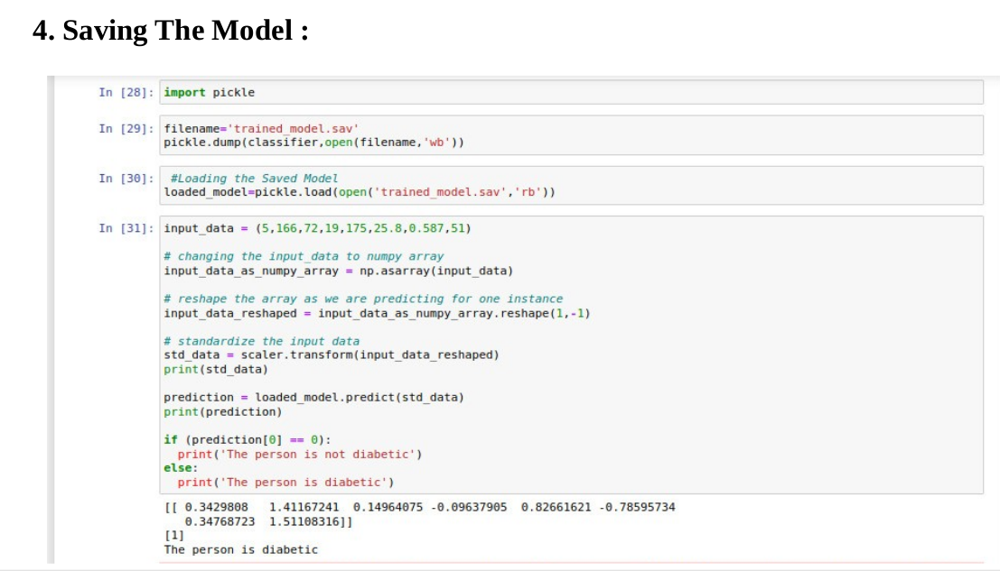 4. Saving The Model :
In [28]: import pickle
In [29]: filename='trained_model.sav'
pickle.dump(classifier,open(filename,'wb'))
In [30]: #Loading the Saved Model
loaded_model=pickle.load(open('trained_model.sav','rb'))
In [31]: input_data = (5,166,72,19,175,25.8,0.587,51)
# changing the input_data to numpy array
input_data_as_numpy_array = np.asarray(input_data)
# reshape the array as we are predicting for one instance
input_data_reshaped = input_data_as_numpy_array.reshape(1,-1)
# standardize the input data
std_data = scaler.transform(input_data_reshaped)
print(std_data)
prediction = loaded_model.predict(std_data)
print(prediction)
if (prediction[0] == 0):
  print('The person is not diabetic')
else:
  print('The person is diabetic')
[[ 0.3429808   1.41167241  0.14964075 -0.09637905  0.82661621 -0.78595734
   0.34768723  1.51108316]]
[1]
The person is diabetic